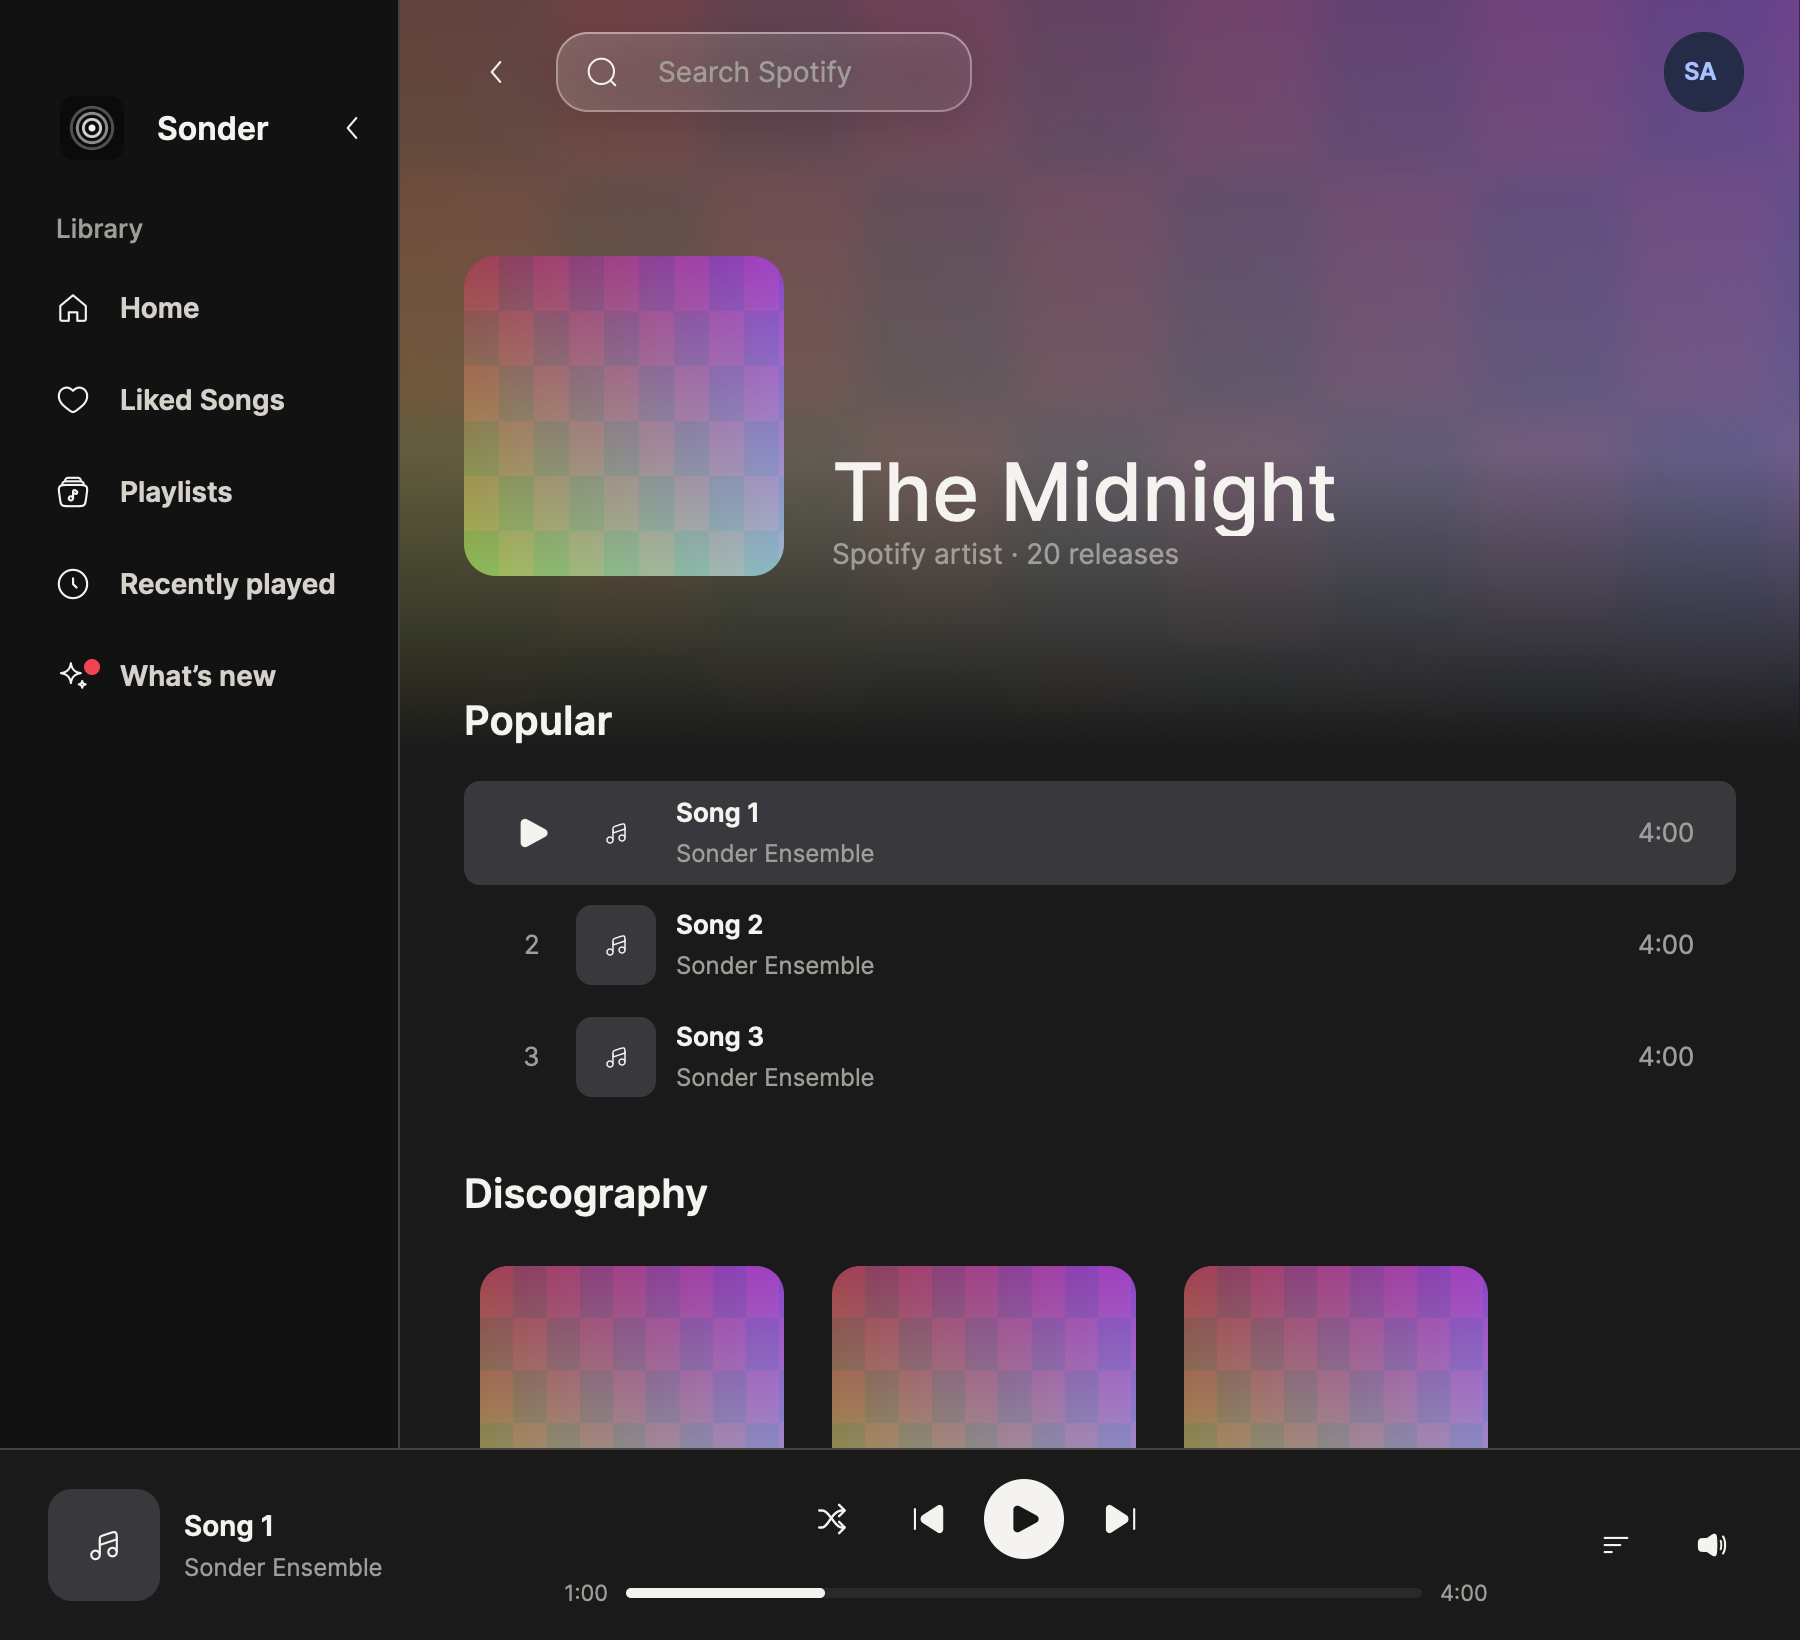 Sonder
Library
Home
Liked Songs
Playlists
Recently played
What’s new
Search Spotify
SA
The Midnight
Spotify artist · 20 releases
Popular
Song 1
Sonder Ensemble
4:00
2
Song 2
Sonder Ensemble
4:00
3
Song 3
Sonder Ensemble
4:00
Discography
Song 1
Sonder Ensemble
1:00
4:00